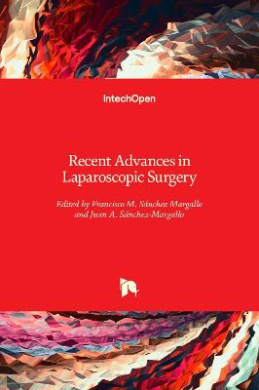 IntechOpen
Recent Advances in
Laparoscopic Surgery
Edited by Francisco M. Sánchez Margallo
and Juan A. Sánchez-Margallo